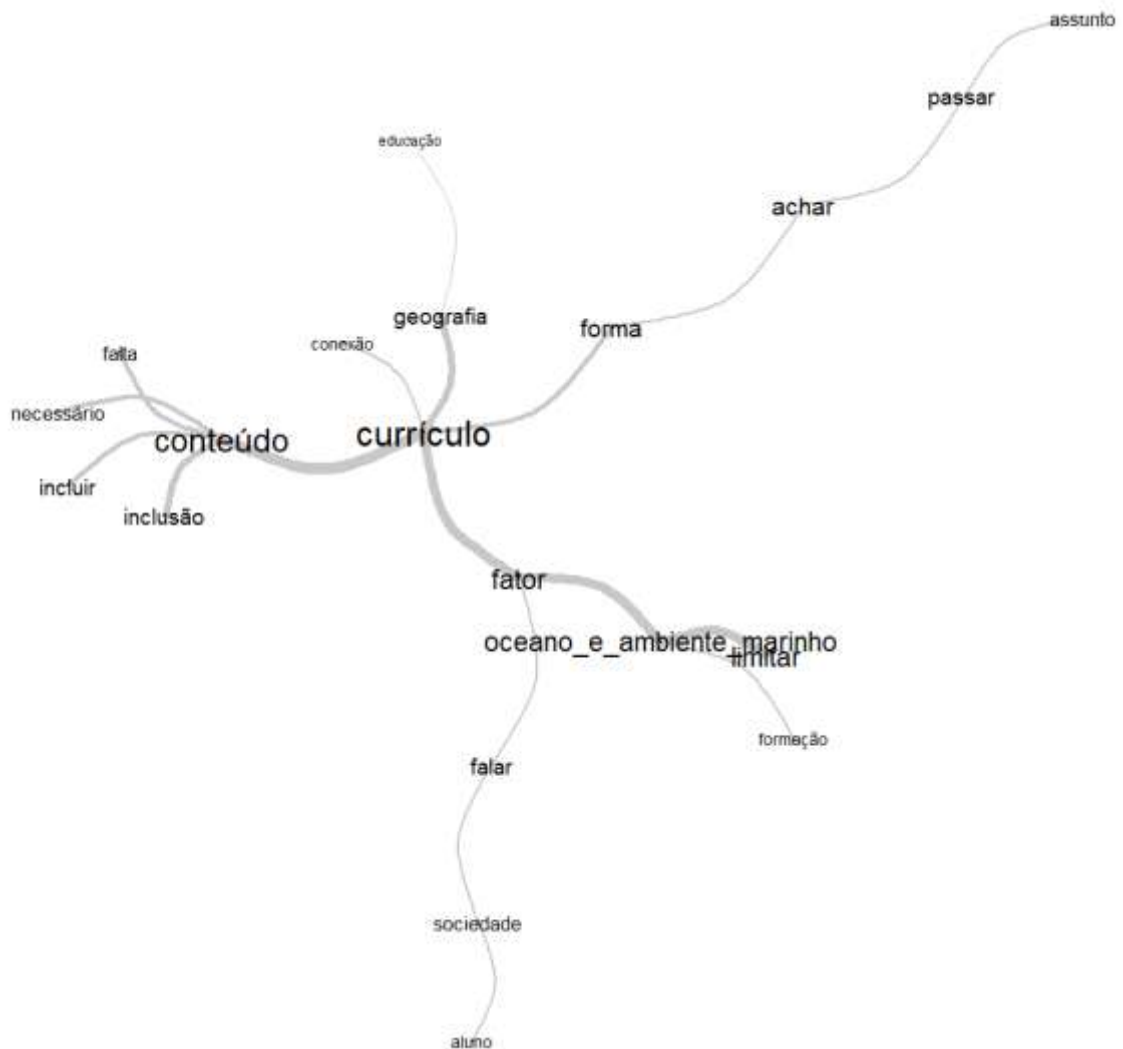 assunto
passar
educação
achar
geografia
forma
conexão
falta
necessário
currículo
conteúdo
incluir
inclusão
fator
oceano_e_ambiente_marinho
limitar
formação
falar
sociedade
aluno